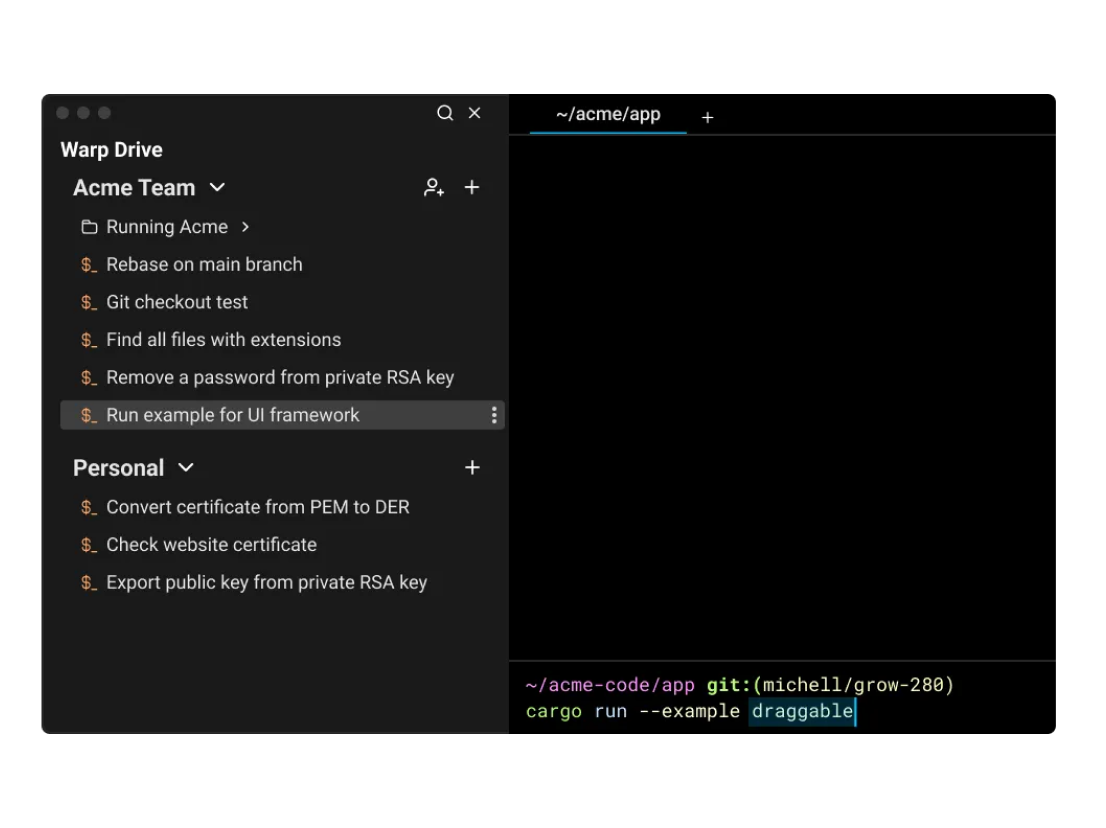 Warp Drive
Acme Team
Running Acme
$_ Rebase on main branch
$_ Git checkout test
$_ Find all files with extensions
$_ Remove a password from private RSA key
$_ Run example for UI framework
Personal
$_ Convert certificate from PEM to DER
$_ Check website certificate
$_ Export public key from private RSA key
~/acme/app +
~/acme-code/app git:(michell/grow-280)
cargo run --example draggable